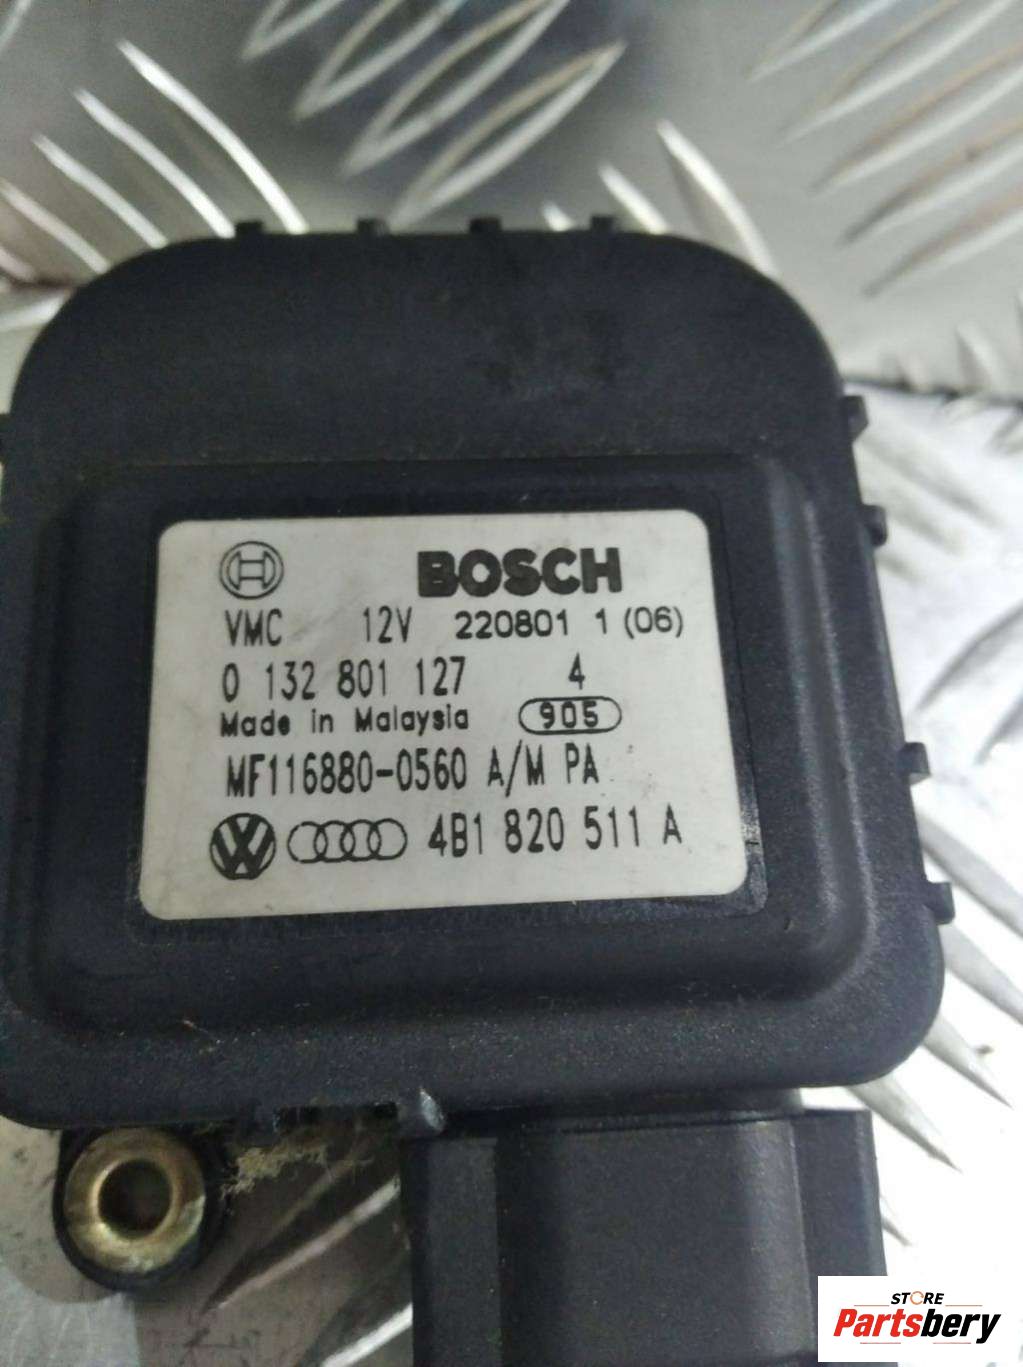 BOSCH
VMC 12V 220801 1 (06)
0 132 801 127 4
Made in Malaysia 905
MF116880-0560 A/M PA
4B1 820 511 A
STORE
Partsbery